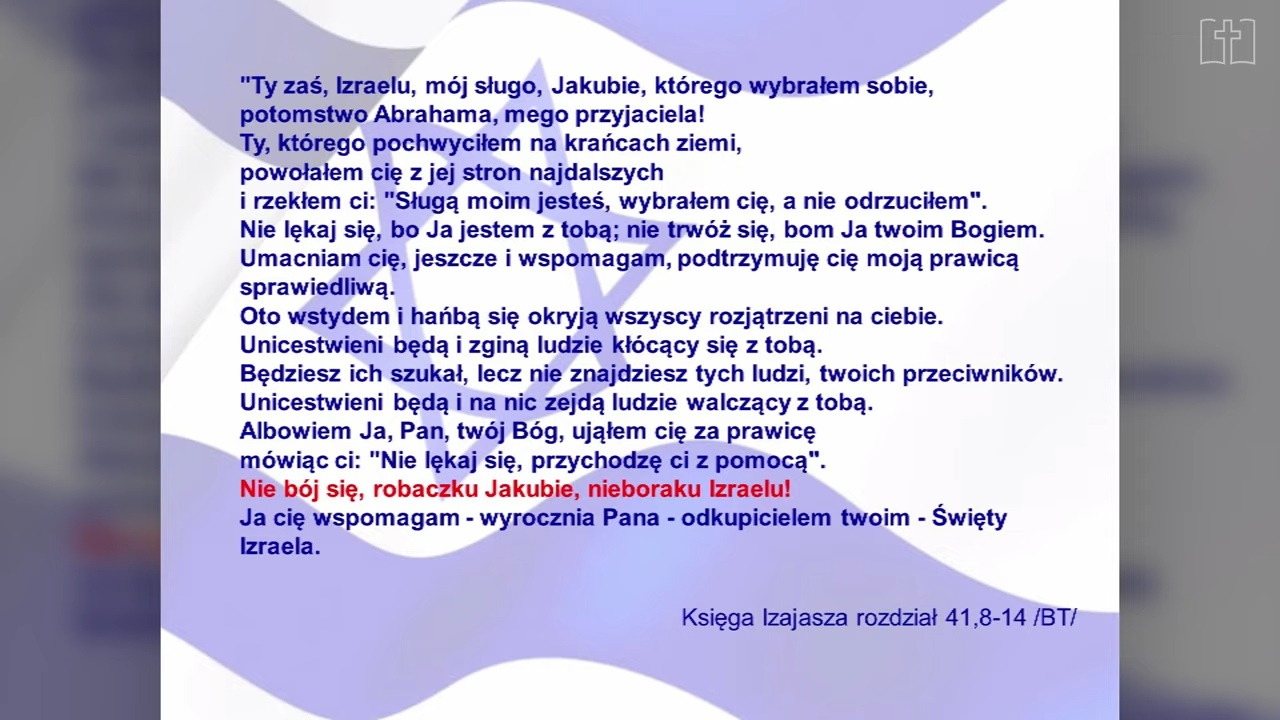 "Ty zaś, Izraelu, mój sługo, Jakubie, którego wybrałem sobie,
potomstwo Abrahama, mego przyjaciela!
Ty, którego pochwyciłem na krańcach ziemi,
powołałem cię z jej stron najdalszych
i rzekłem ci: "Sługą moim jesteś, wybrałem cię, a nie odrzuciłem".
Nie lękaj się, bo Ja jestem z tobą; nie trwóż się, bom Ja twoim Bogiem.
Umacniam cię, jeszcze i wspomagam, podtrzymuję cię moją prawicą
sprawiedliwą.
Oto wstydem i hańbą się okryją wszyscy rozjątrzeni na ciebie.
Unicestwieni będą i zginą ludzie kłócący się z tobą.
Będziesz ich szukał, lecz nie znajdziesz tych ludzi, twoich przeciwników.
Unicestwieni będą i na nic zejdą ludzie walczący z tobą.
Albowiem Ja, Pan, twój Bóg, ująłem cię za prawicę
mówiąc ci: "Nie lękaj się, przychodzę ci z pomocą".
Nie bój się, robaczku Jakubie, nieboraku Izraelu!
Ja cię wspomagam - wyrocznia Pana - odkupicielem twoim - Święty
Izraela.
Księga Izajasza rozdział 41,8-14 /BT/